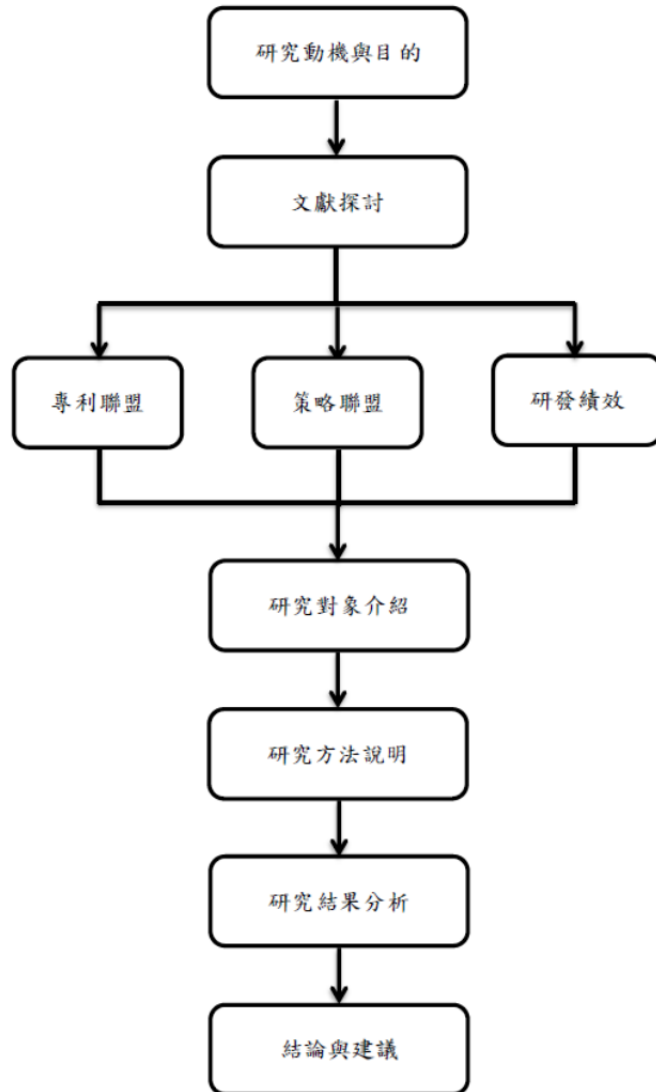 研究動機與目的
文獻探討
專利聯盟
策略聯盟
研發績效
研究對象介紹
研究方法說明
研究結果分析
結論與建議